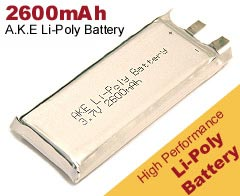 2600mAh
A.K.E Li-Poly Battery
AKE Li-Poly Battery
3.7V 2600mAh
High Performance
Li-Poly
Battery